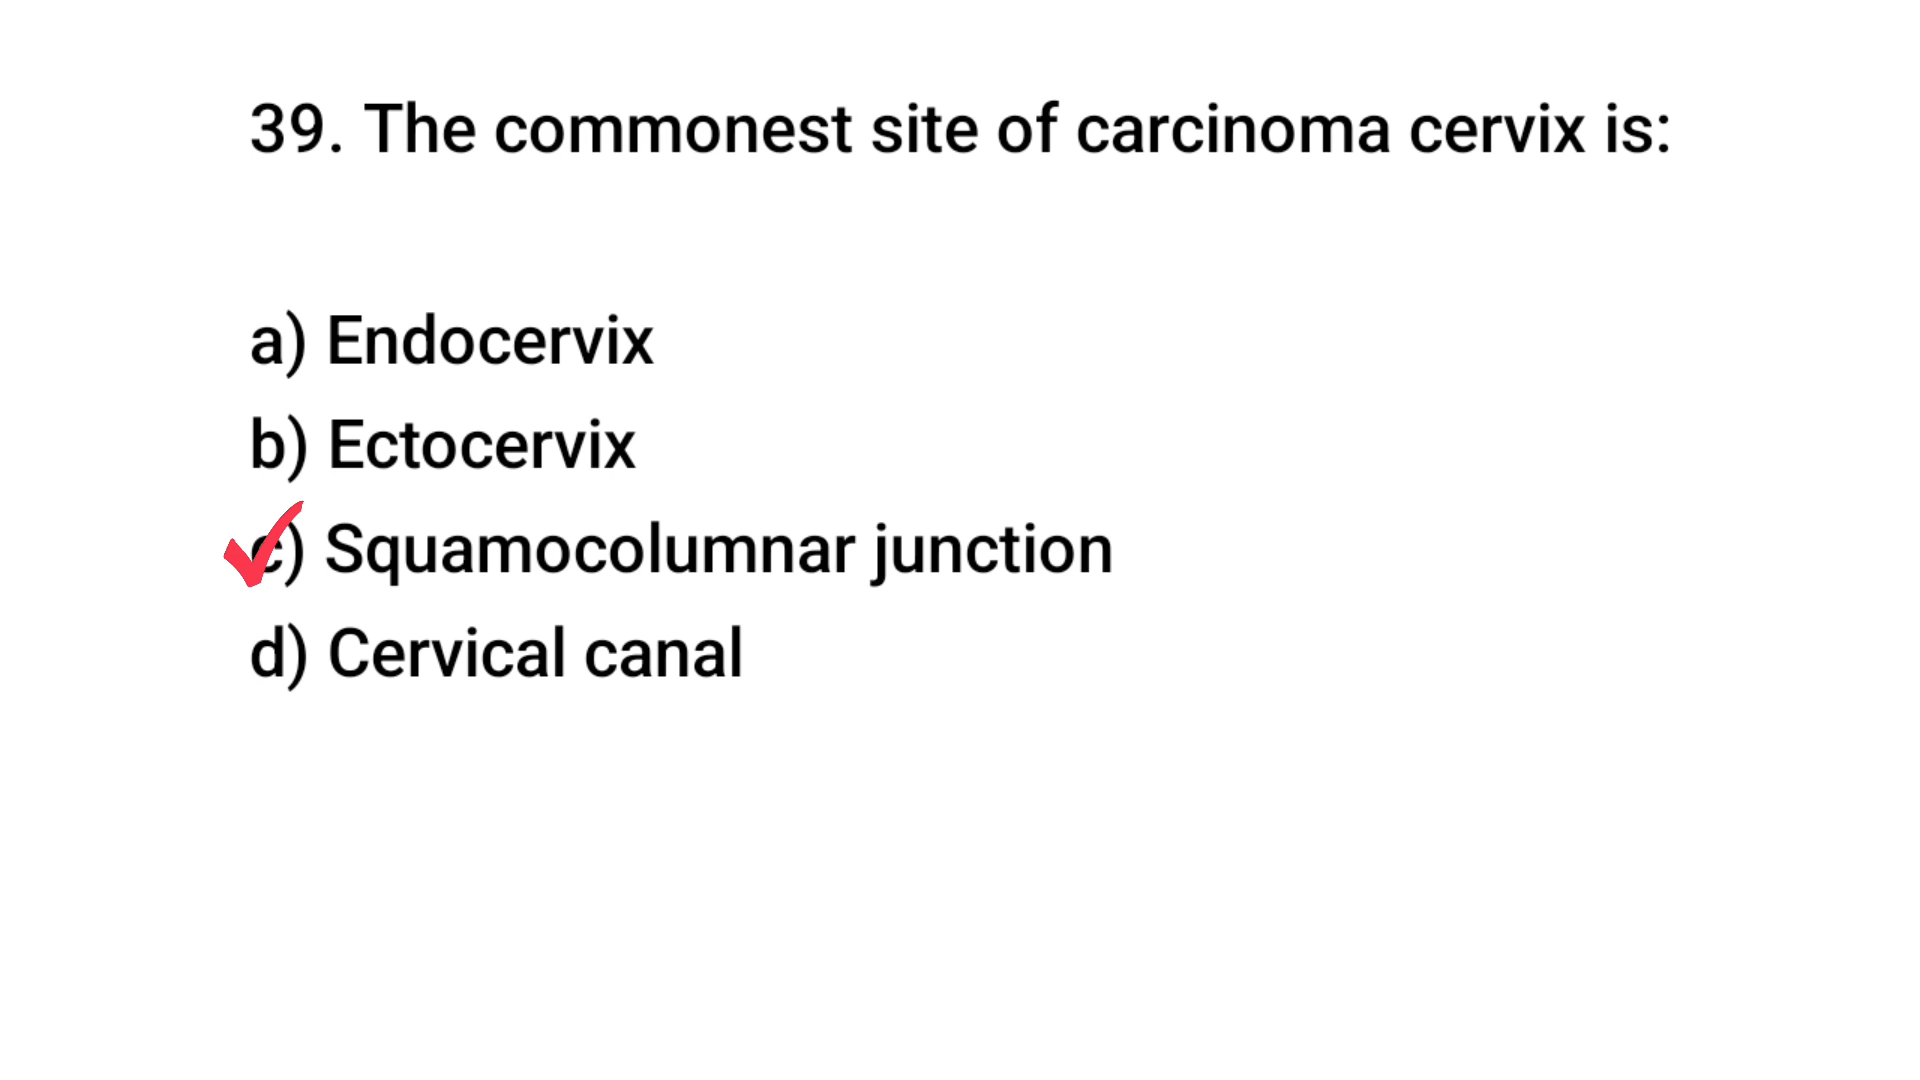 39. The commonest site of carcinoma cervix is:
a) Endocervix
b) Ectocervix
c) Squamocolumnar junction
d) Cervical canal